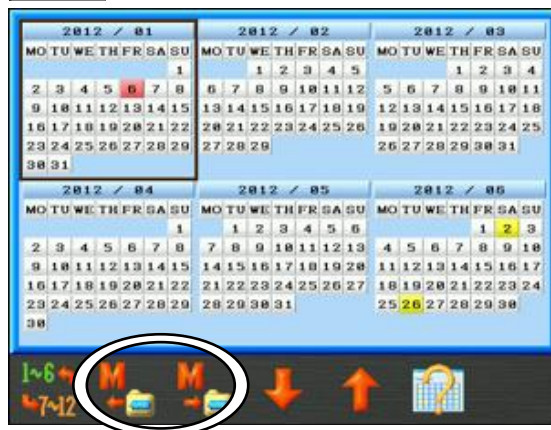 2012 / 01 2012 / 02 2012 / 03
MO TU WE TH FR SA SU MO TU WE TH FR SA SU MO TU WE TH FR SA SU
1 1 2 3 4 5 1 2 3 4
2 3 4 5 6 7 8 6 7 8 9 10 11 12 5 6 7 8 9 10 11
9 10 11 12 13 14 15 13 14 15 16 17 18 19 12 13 14 15 16 17 18
16 17 18 19 20 21 22 20 21 22 23 24 25 26 19 20 21 22 23 24 25
23 24 25 26 27 28 29 27 28 29 26 27 28 29 30 31
30 31
2012 / 04 2012 / 05 2012 / 06
MO TU WE TH FR SA SU MO TU WE TH FR SA SU MO TU WE TH FR SA SU
1 1 2 3 4 5 6 1 2 3
2 3 4 5 6 7 8 7 8 9 10 11 12 13 4 5 6 7 8 9 10
9 10 11 12 13 14 15 14 15 16 17 18 19 20 11 12 13 14 15 16 17
16 17 18 19 20 21 22 21 22 23 24 25 26 27 18 19 20 21 22 23 24
23 24 25 26 27 28 29 28 29 30 31 25 26 27 28 29 30
30
1~6 M M
7~12
?